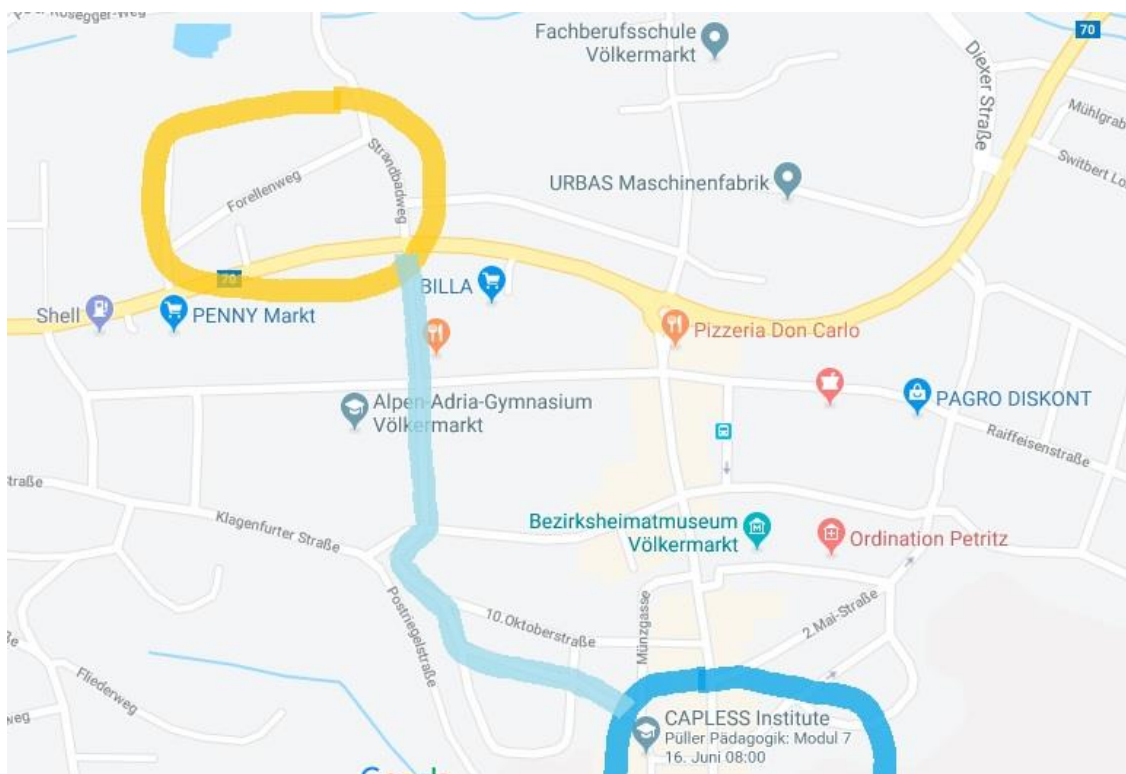 Rosegger-Weg
Fachberufsschule
Völkermarkt
70
Diexer Straße
Mühlgrab
Switbert Lo
Strandbadweg
Forellenweg
URBAS Maschinenfabrik
70
BILLA
Shell
PENNY Markt
Pizzeria Don Carlo
Alpen-Adria-Gymnasium
Völkermarkt
PAGRO DISKONT
Raiffeisenstraße
traße
Klagenfurter Straße
Bezirksheimatmuseum
Völkermarkt
Ordination Petritz
Postriegelstraße
10.Oktoberstraße
Münzgasse
2.Mai-Straße
Fliederweg
weg
CAPLESS Institute
Püller Pädagogik: Modul 7
16. Juni 08:00